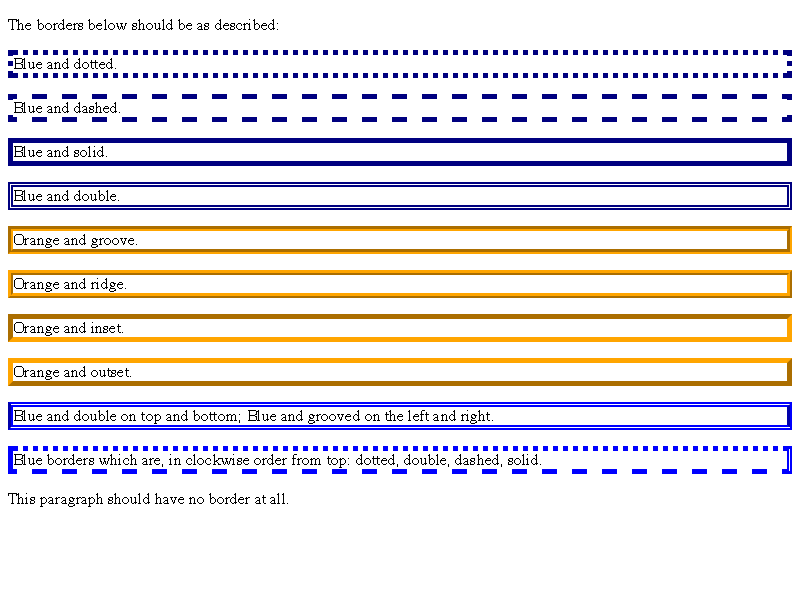 The borders below should be as described:
Blue and dotted.
Blue and dashed.
Blue and solid.
Blue and double.
Orange and groove.
Orange and ridge.
Orange and inset.
Orange and outset.
Blue and double on top and bottom; Blue and grooved on the left and right.
Blue borders which are, in clockwise order from top: dotted, double, dashed, solid.
This paragraph should have no border at all.